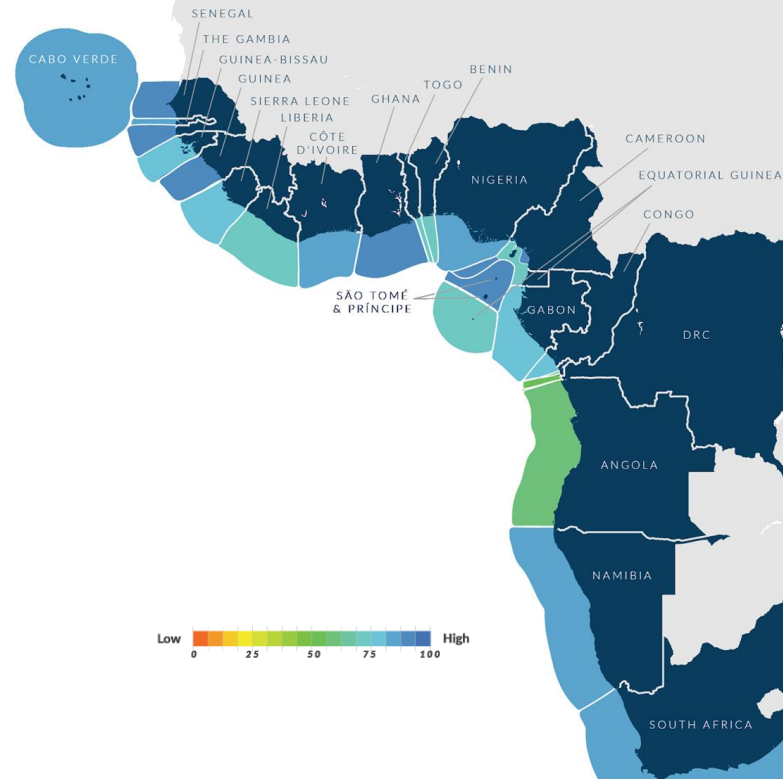 SENEGAL
THE GAMBIA
CABO VERDE
GUINEA-BISSAU
GUINEA
BENIN
TOGO
SIERRA LEONE
GHANA
LIBERIA
CÔTE
D'IVOIRE
CAMEROON
NIGERIA
EQUATORIAL GUINEA
CONGO
SÃO TOMÉ
& PRÍNCIPE
GABON
DRC
ANGOLA
NAMIBIA
Low High
0 25 50 75 100
SOUTH AFRICA